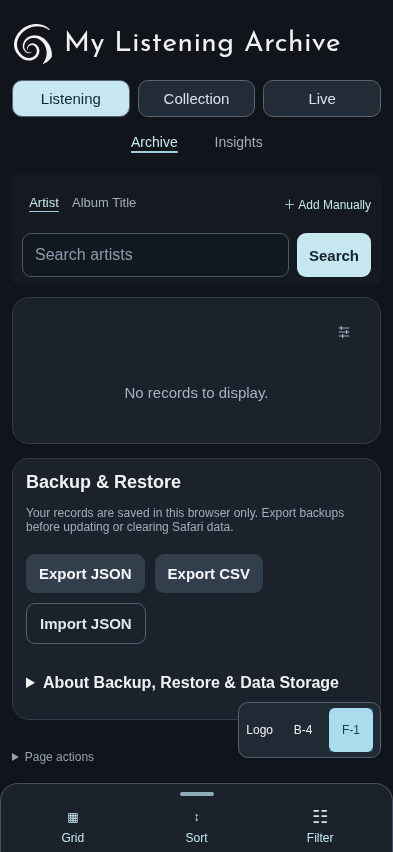 My Listening Archive
Listening
Collection
Live
Archive
Insights
Artist
Album Title
+ Add Manually
Search artists
Search
No records to display.
Backup & Restore
Your records are saved in this browser only. Export backups
before updating or clearing Safari data.
Export JSON
Export CSV
Import JSON
About Backup, Restore & Data Storage
Logo
B-4
F-1
Page actions
Grid
Sort
Filter